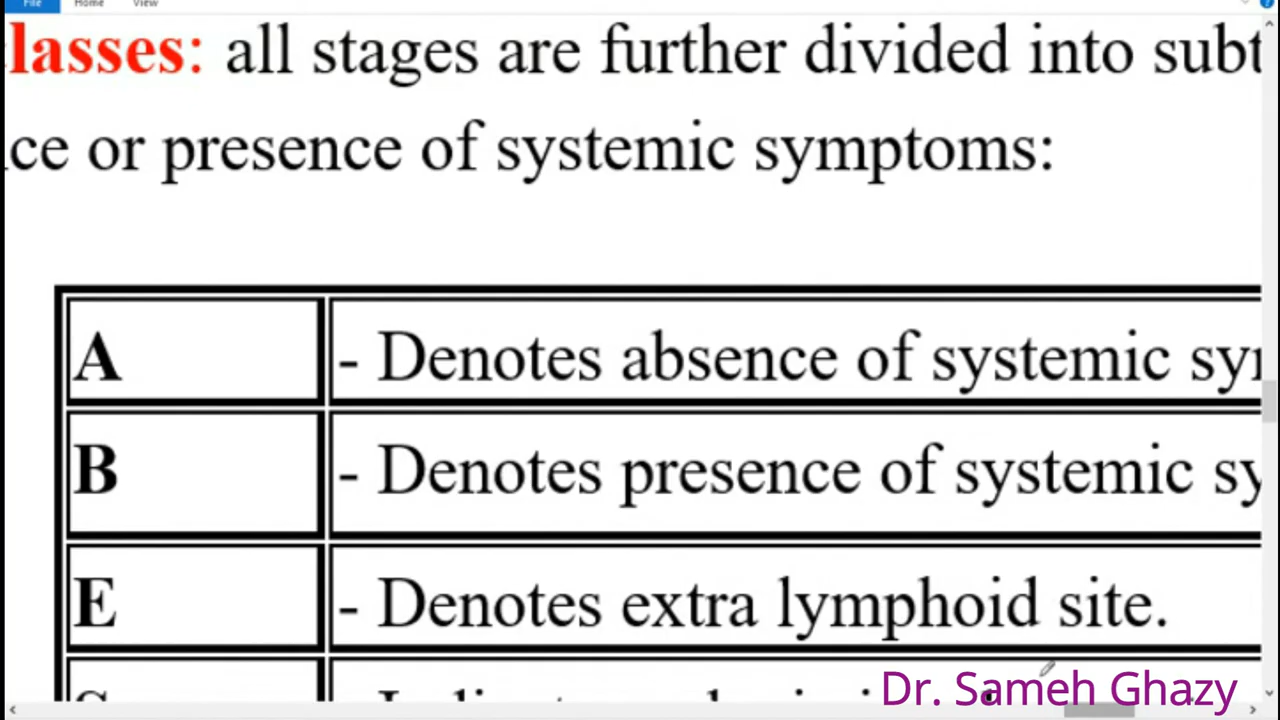 File Home View
lasses: all stages are further divided into subt
ce or presence of systemic symptoms:
A - Denotes absence of systemic sy
B - Denotes presence of systemic sy
E - Denotes extra lymphoid site.
Dr. Sameh Ghazy